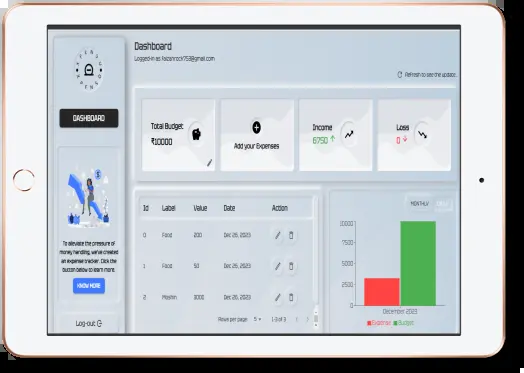 Dashboard
Logged-in as faizanrock753@gmail.com
Refresh to see the update..
DASHBOARD
Total Budget
₹10000
Add your Expenses
Income
6750 ↑
Loss
0 ↓
To alleviate the pressure of
money handling, we've created
an expense tracker. Click the
button below to learn more.
KNOW MORE
Log-out
Id Label Value Date Action
0 Food 200 Dec 26, 2023
1 Food 50 Dec 26, 2023
2 3000 Dec 26, 2023
Rows per page 5 1-3 of 3
MONTHLY
10000
7500
5000
2500
0
December 2023
Expense Budget